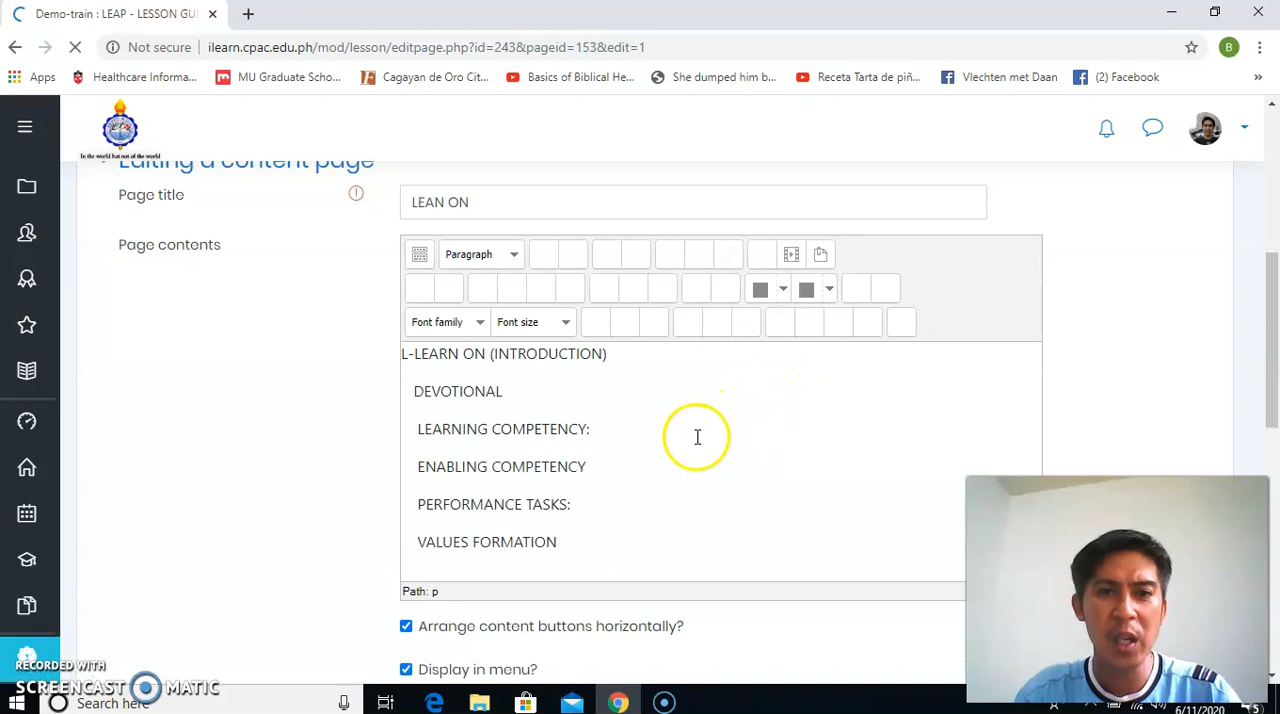 Demo-train : LEAP - LESSON GUI
Not secure ilearn.cpac.edu.ph/mod/lesson/editpage.php?id=243&pageid=153&edit=1
B
Apps Healthcare Informa... MU Graduate Scho... Cagayan de Oro Cit... Basics of Biblical He... She dumped him b... Receta Tarta de piñ... Vlechten met Daan (2) Facebook
In the world but not of the world
Editing a content page
Page title
LEAN ON
Page contents
Paragraph
Font family Font size
L-LEARN ON (INTRODUCTION)
DEVOTIONAL
LEARNING COMPETENCY:
ENABLING COMPETENCY
PERFORMANCE TASKS:
VALUES FORMATION
Path: p
Arrange content buttons horizontally?
Display in menu?
RECORDED WITH
SCREENCAST MATIC
Search here
6/11/2020
5